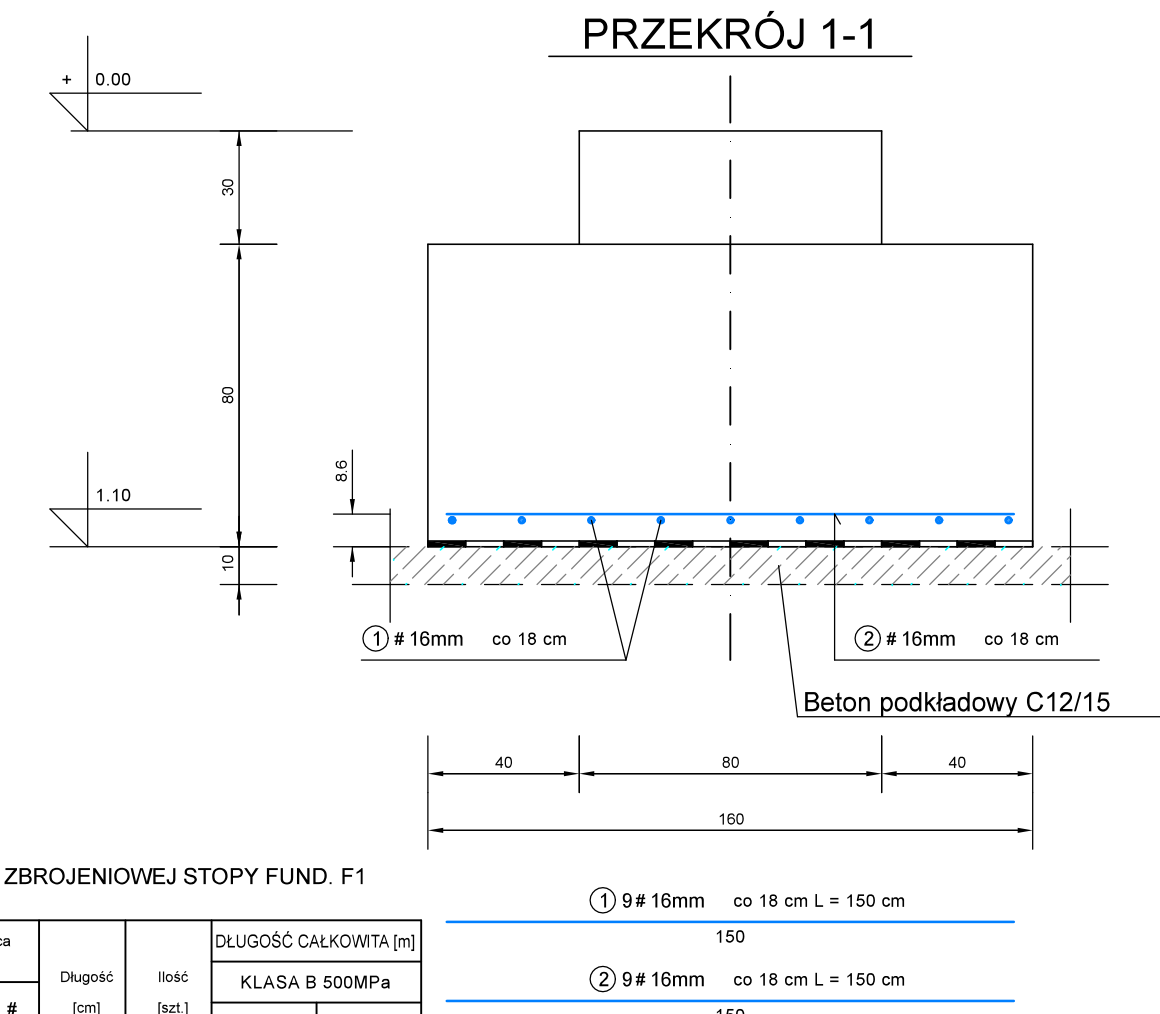 PRZEKRÓJ 1-1
+ 0.00
30
80
8.6
1.10
10
1 # 16mm co 18 cm
2 # 16mm co 18 cm
Beton podkładowy C12/15
40
80
40
160
ZBROJENIOWEJ STOPY FUND. F1
1 9 # 16mm co 18 cm L = 150 cm
150
2 9 # 16mm co 18 cm L = 150 cm
150
ca
#
Długość
[cm]
Ilość
[szt.]
DŁUGOŚĆ CAŁKOWITA [m]
KLASA B 500MPa